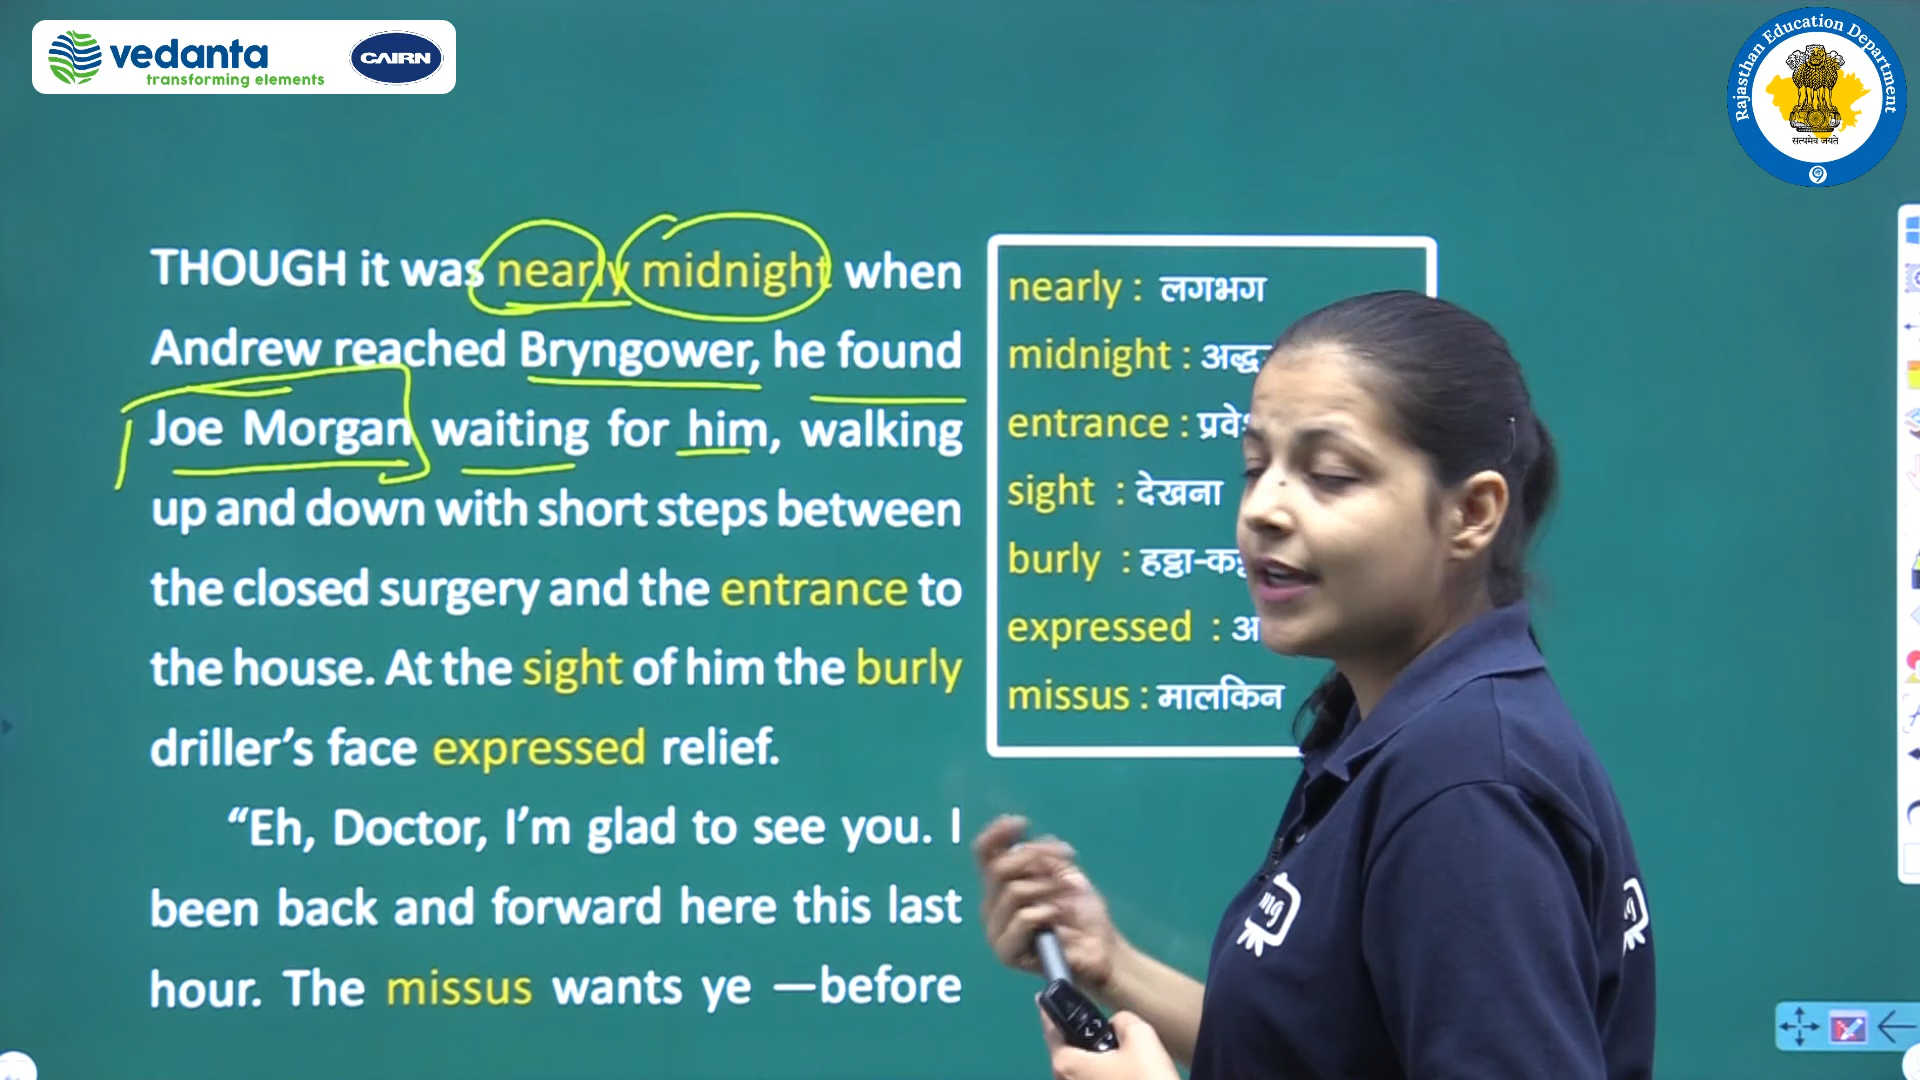 vedanta
transforming elements
CAIRN
Rajasthan Education Department
सत्यमेव जयते
THOUGH it was nearly midnight when
Andrew reached Bryngower, he found
Joe Morgan waiting for him, walking
up and down with short steps between
the closed surgery and the entrance to
the house. At the sight of him the burly
driller's face expressed relief.
“Eh, Doctor, I'm glad to see you. I
been back and forward here this last
hour. The missus wants ye —before
nearly : लगभग
midnight :
entrance :
sight : देखना
burly :
expressed :
missus : मालकिन
mg